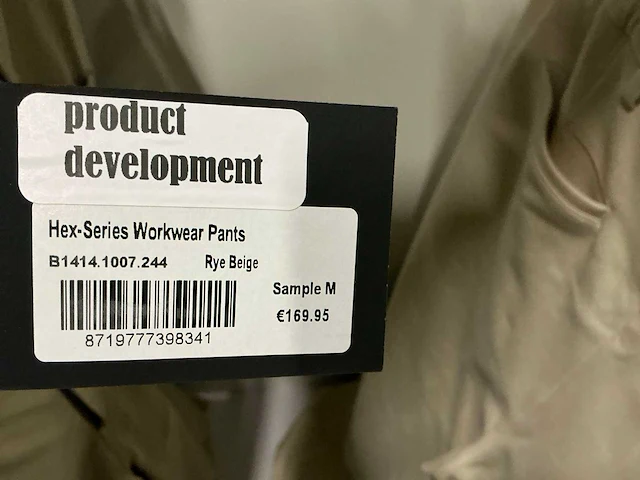 product
development
Hex-Series Workwear Pants
B1414.1007.244 Rye Beige
Sample M
€169.95
8719777398341